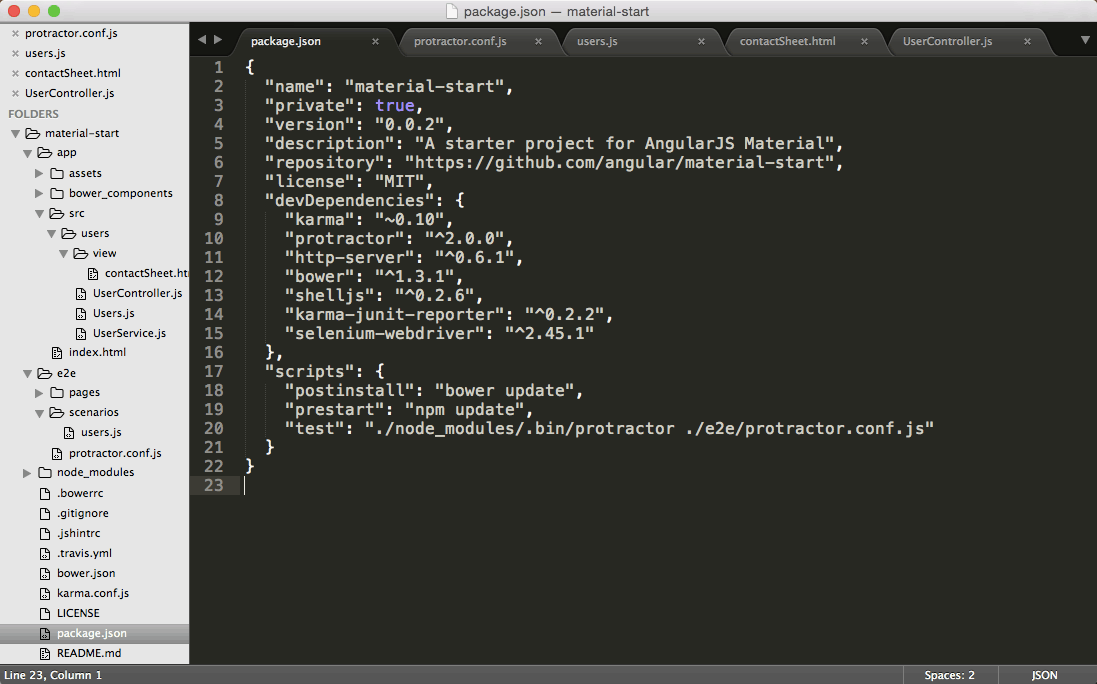 package.json — material-start
protractor.conf.js
users.js
contactSheet.html
UserController.js
FOLDERS
material-start
app
assets
bower_components
src
users
view
contactSheet.ht
UserController.js
Users.js
UserService.js
index.html
e2e
pages
scenarios
users.js
protractor.conf.js
node_modules
.bowerrc
.gitignore
.jshintrc
.travis.yml
bower.json
karma.conf.js
LICENSE
package.json
README.md
package.json protractor.conf.js users.js contactSheet.html UserController.js
1 {
2 "name": "material-start",
3 "private": true,
4 "version": "0.0.2",
5 "description": "A starter project for AngularJS Material",
6 "repository": "https://github.com/angular/material-start",
7 "license": "MIT",
8 "devDependencies": {
9 "karma": "~0.10",
10 "protractor": "^2.0.0",
11 "http-server": "^0.6.1",
12 "bower": "^1.3.1",
13 "shelljs": "^0.2.6",
14 "karma-junit-reporter": "^0.2.2",
15 "selenium-webdriver": "^2.45.1"
16 },
17 "scripts": {
18 "postinstall": "bower update",
19 "prestart": "npm update",
20 "test": "./node_modules/.bin/protractor ./e2e/protractor.conf.js"
21 }
22 }
23
Line 23, Column 1 Spaces: 2 JSON